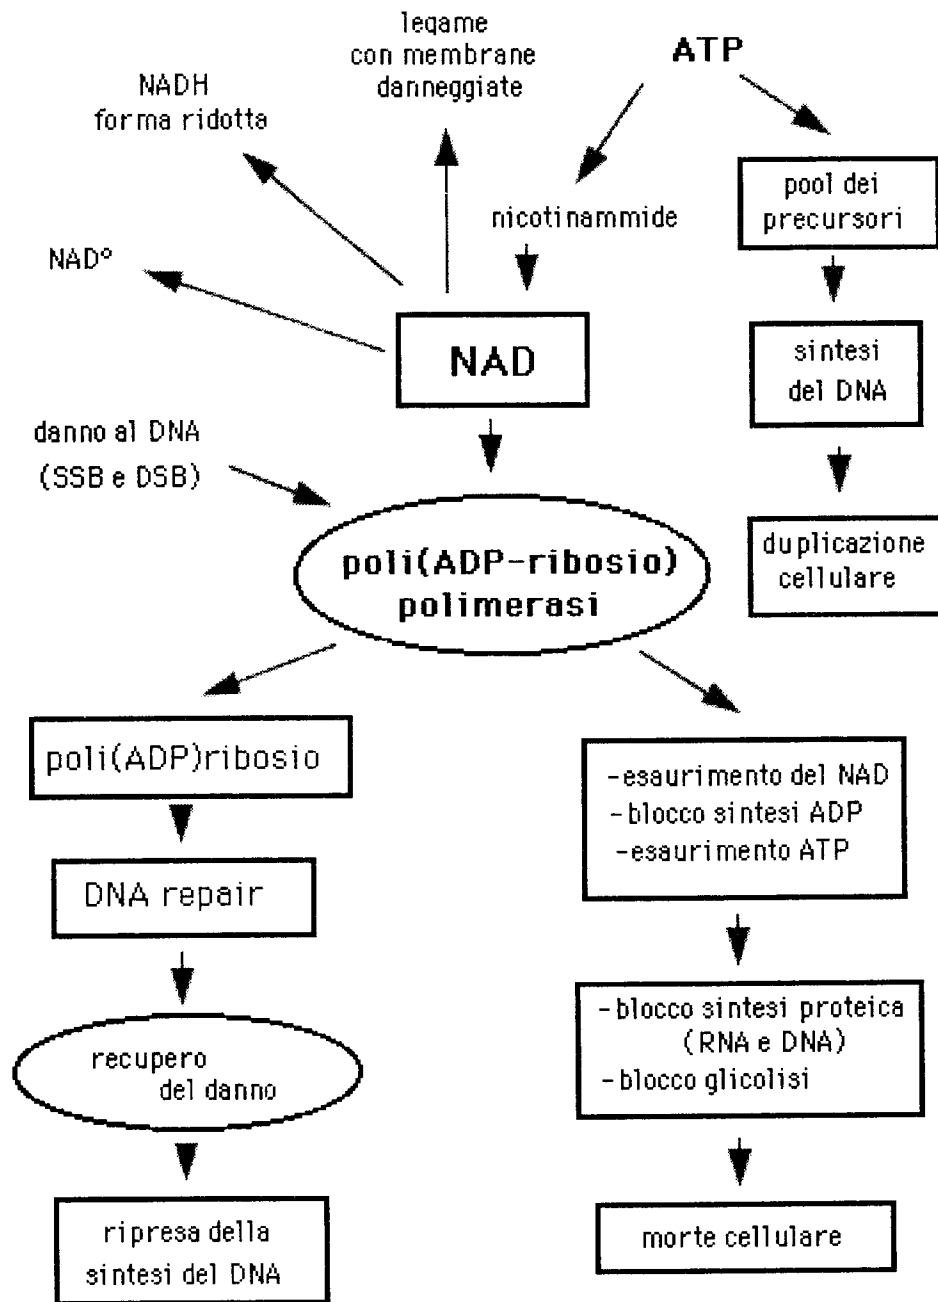 legame
con membrane
danneggiate
ATP
NADH
forma ridotta
pool dei
precursori
nicotinammide
NAD°
NAD
sintesi
del DNA
danno al DNA
(SSB e DSB)
duplicazione
cellulare
poli(ADP-ribosio)
polimerasi
poli(ADP)ribosio
-esaurimento del NAD
-blocco sintesi ADP
-esaurimento ATP
DNA repair
-blocco sintesi proteica
(RNA e DNA)
-blocco glicolisi
recupero
del danno
ripresa della
sintesi del DNA
morte cellulare